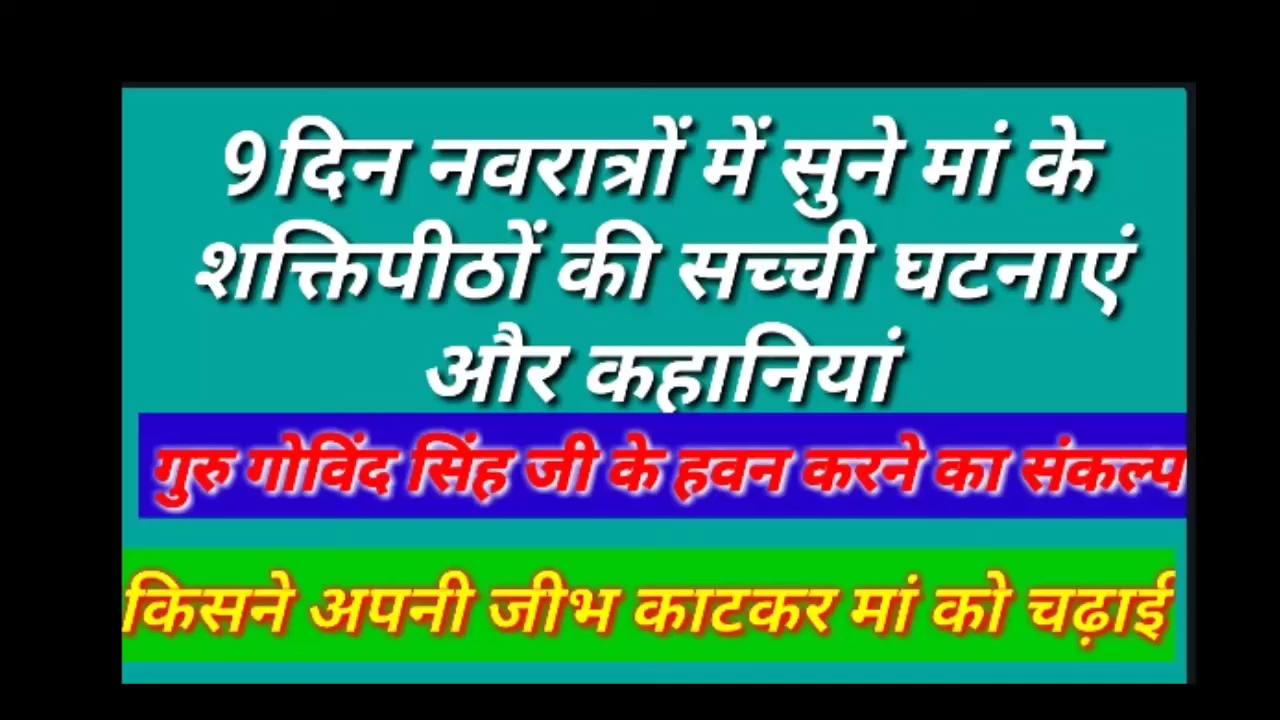 9दिन नवरात्रों में सुने मां के
शक्तिपीठों की सच्ची घटनाएं
और कहानियां
गुरु गोविंद सिंह जी के हवन करने का संकल्प
किसने अपनी जीभ काटकर मां को चढ़ाई